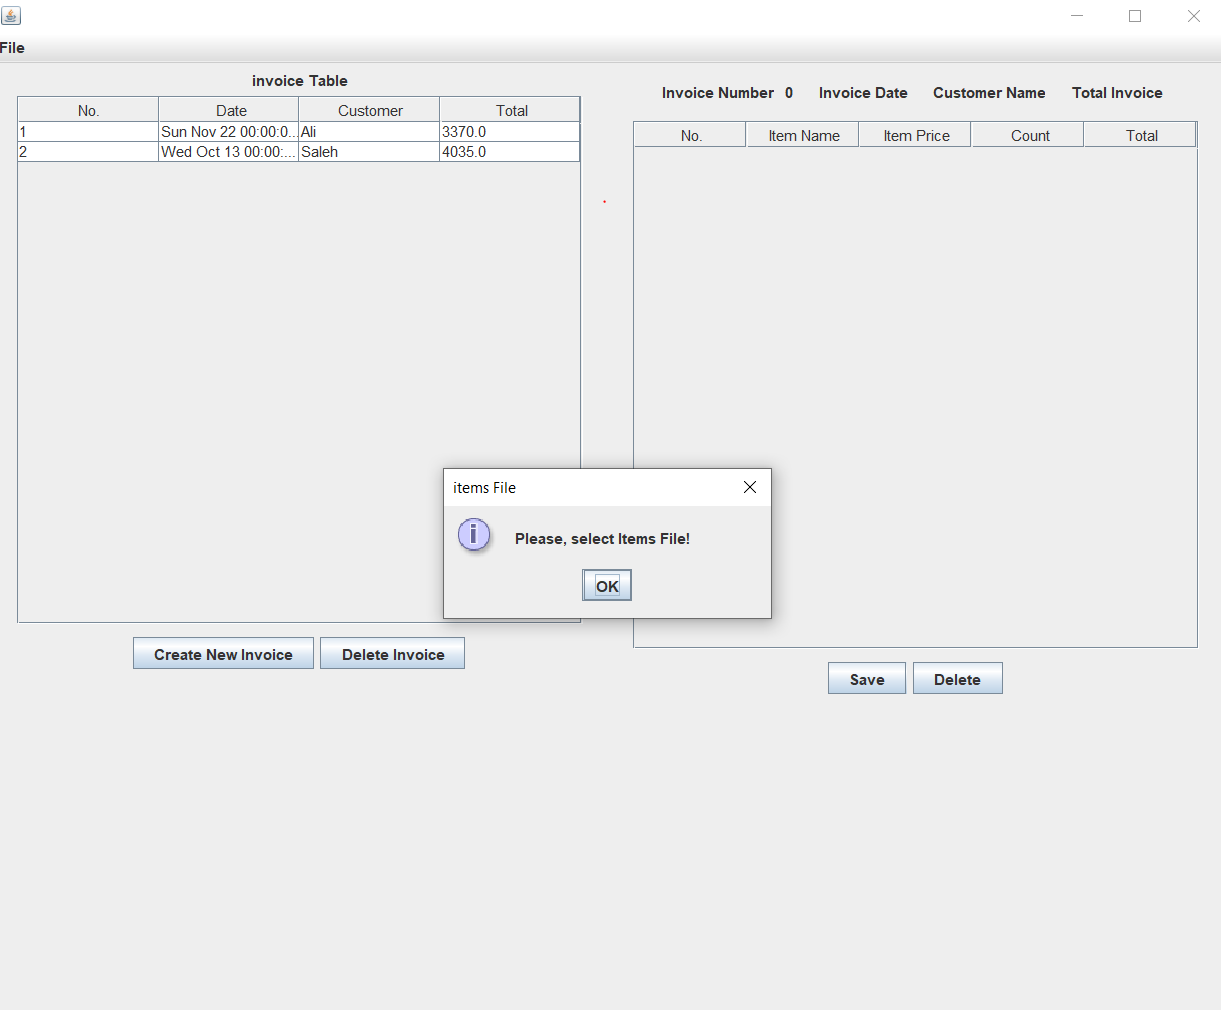 File
invoice Table
No. Date Customer Total
1 Sun Nov 22 00:00:0... Ali 3370.0
2 Wed Oct 13 00:00:... Saleh 4035.0
Invoice Number 0 Invoice Date Customer Name Total Invoice
No. Item Name Item Price Count Total
items File
Please, select Items File!
OK
Create New Invoice Delete Invoice
Save Delete